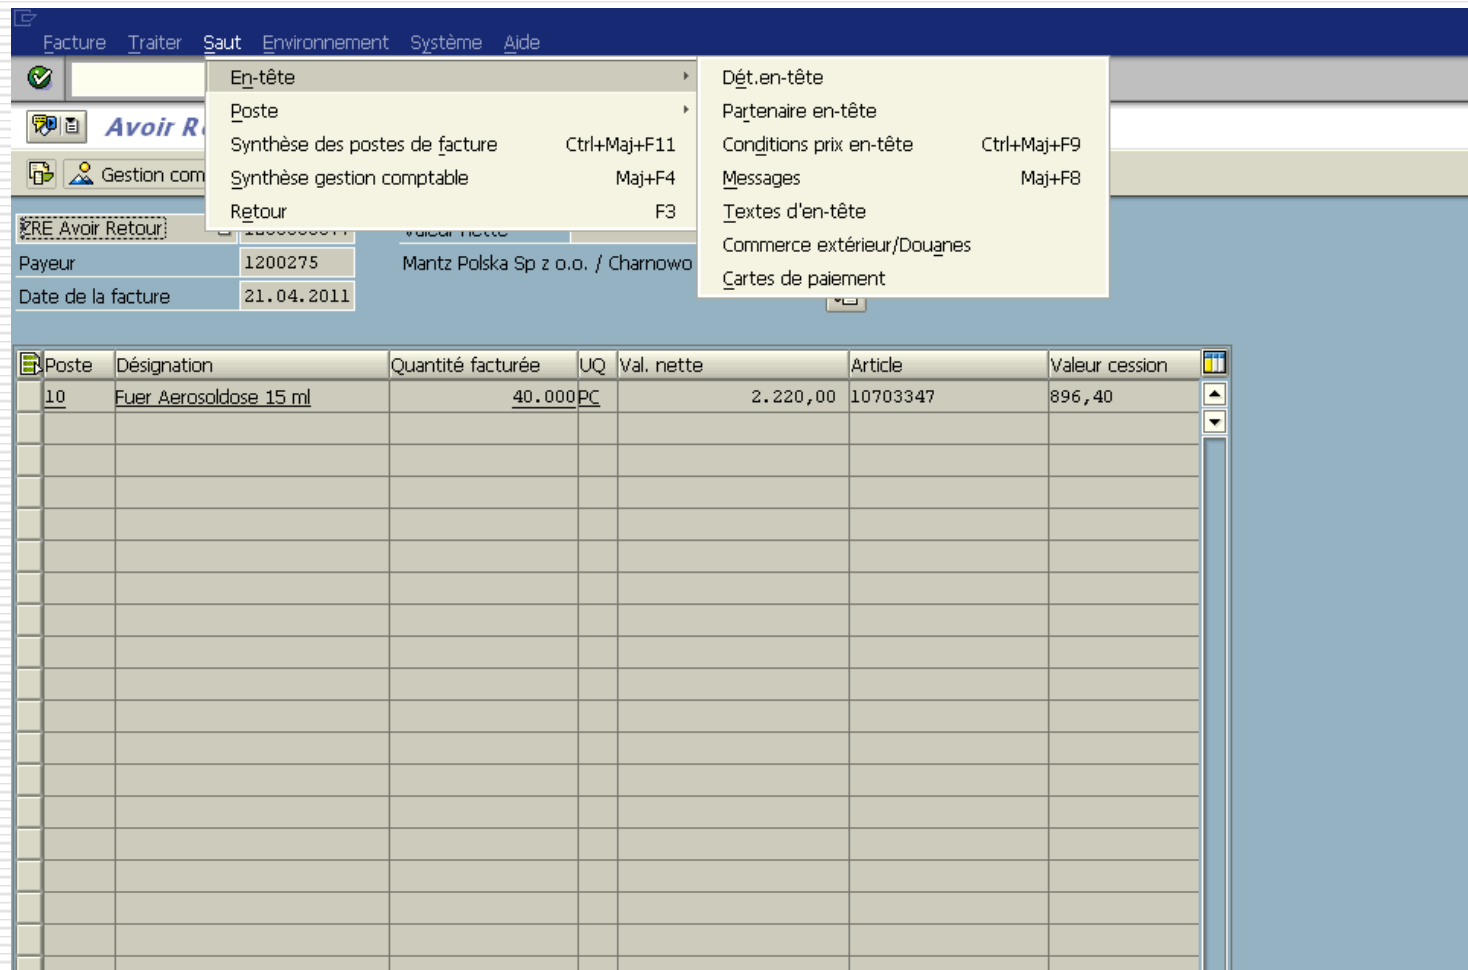 Facture Traiter Saut Environnement Système Aide
En-tête
Poste
Synthèse des postes de facture Ctrl+Maj+F11
Synthèse gestion comptable Maj+F4
Retour F3
Dét.en-tête
Partenaire en-tête
Conditions prix en-tête Ctrl+Maj+F9
Messages Maj+F8
Textes d'en-tête
Commerce extérieur/Douanes
Cartes de paiement
Avoir R
Gestion com
ZRE Avoir Retour
Valeur nette
Payeur 1200275 Mantz Polska Sp z o.o. / Charnowo
Date de la facture 21.04.2011
Poste Désignation Quantité facturée UQ Val. nette Article Valeur cession
10 Fuer Aerosoldose 15 ml 40.000 PC 2.220,00 10703347 896,40